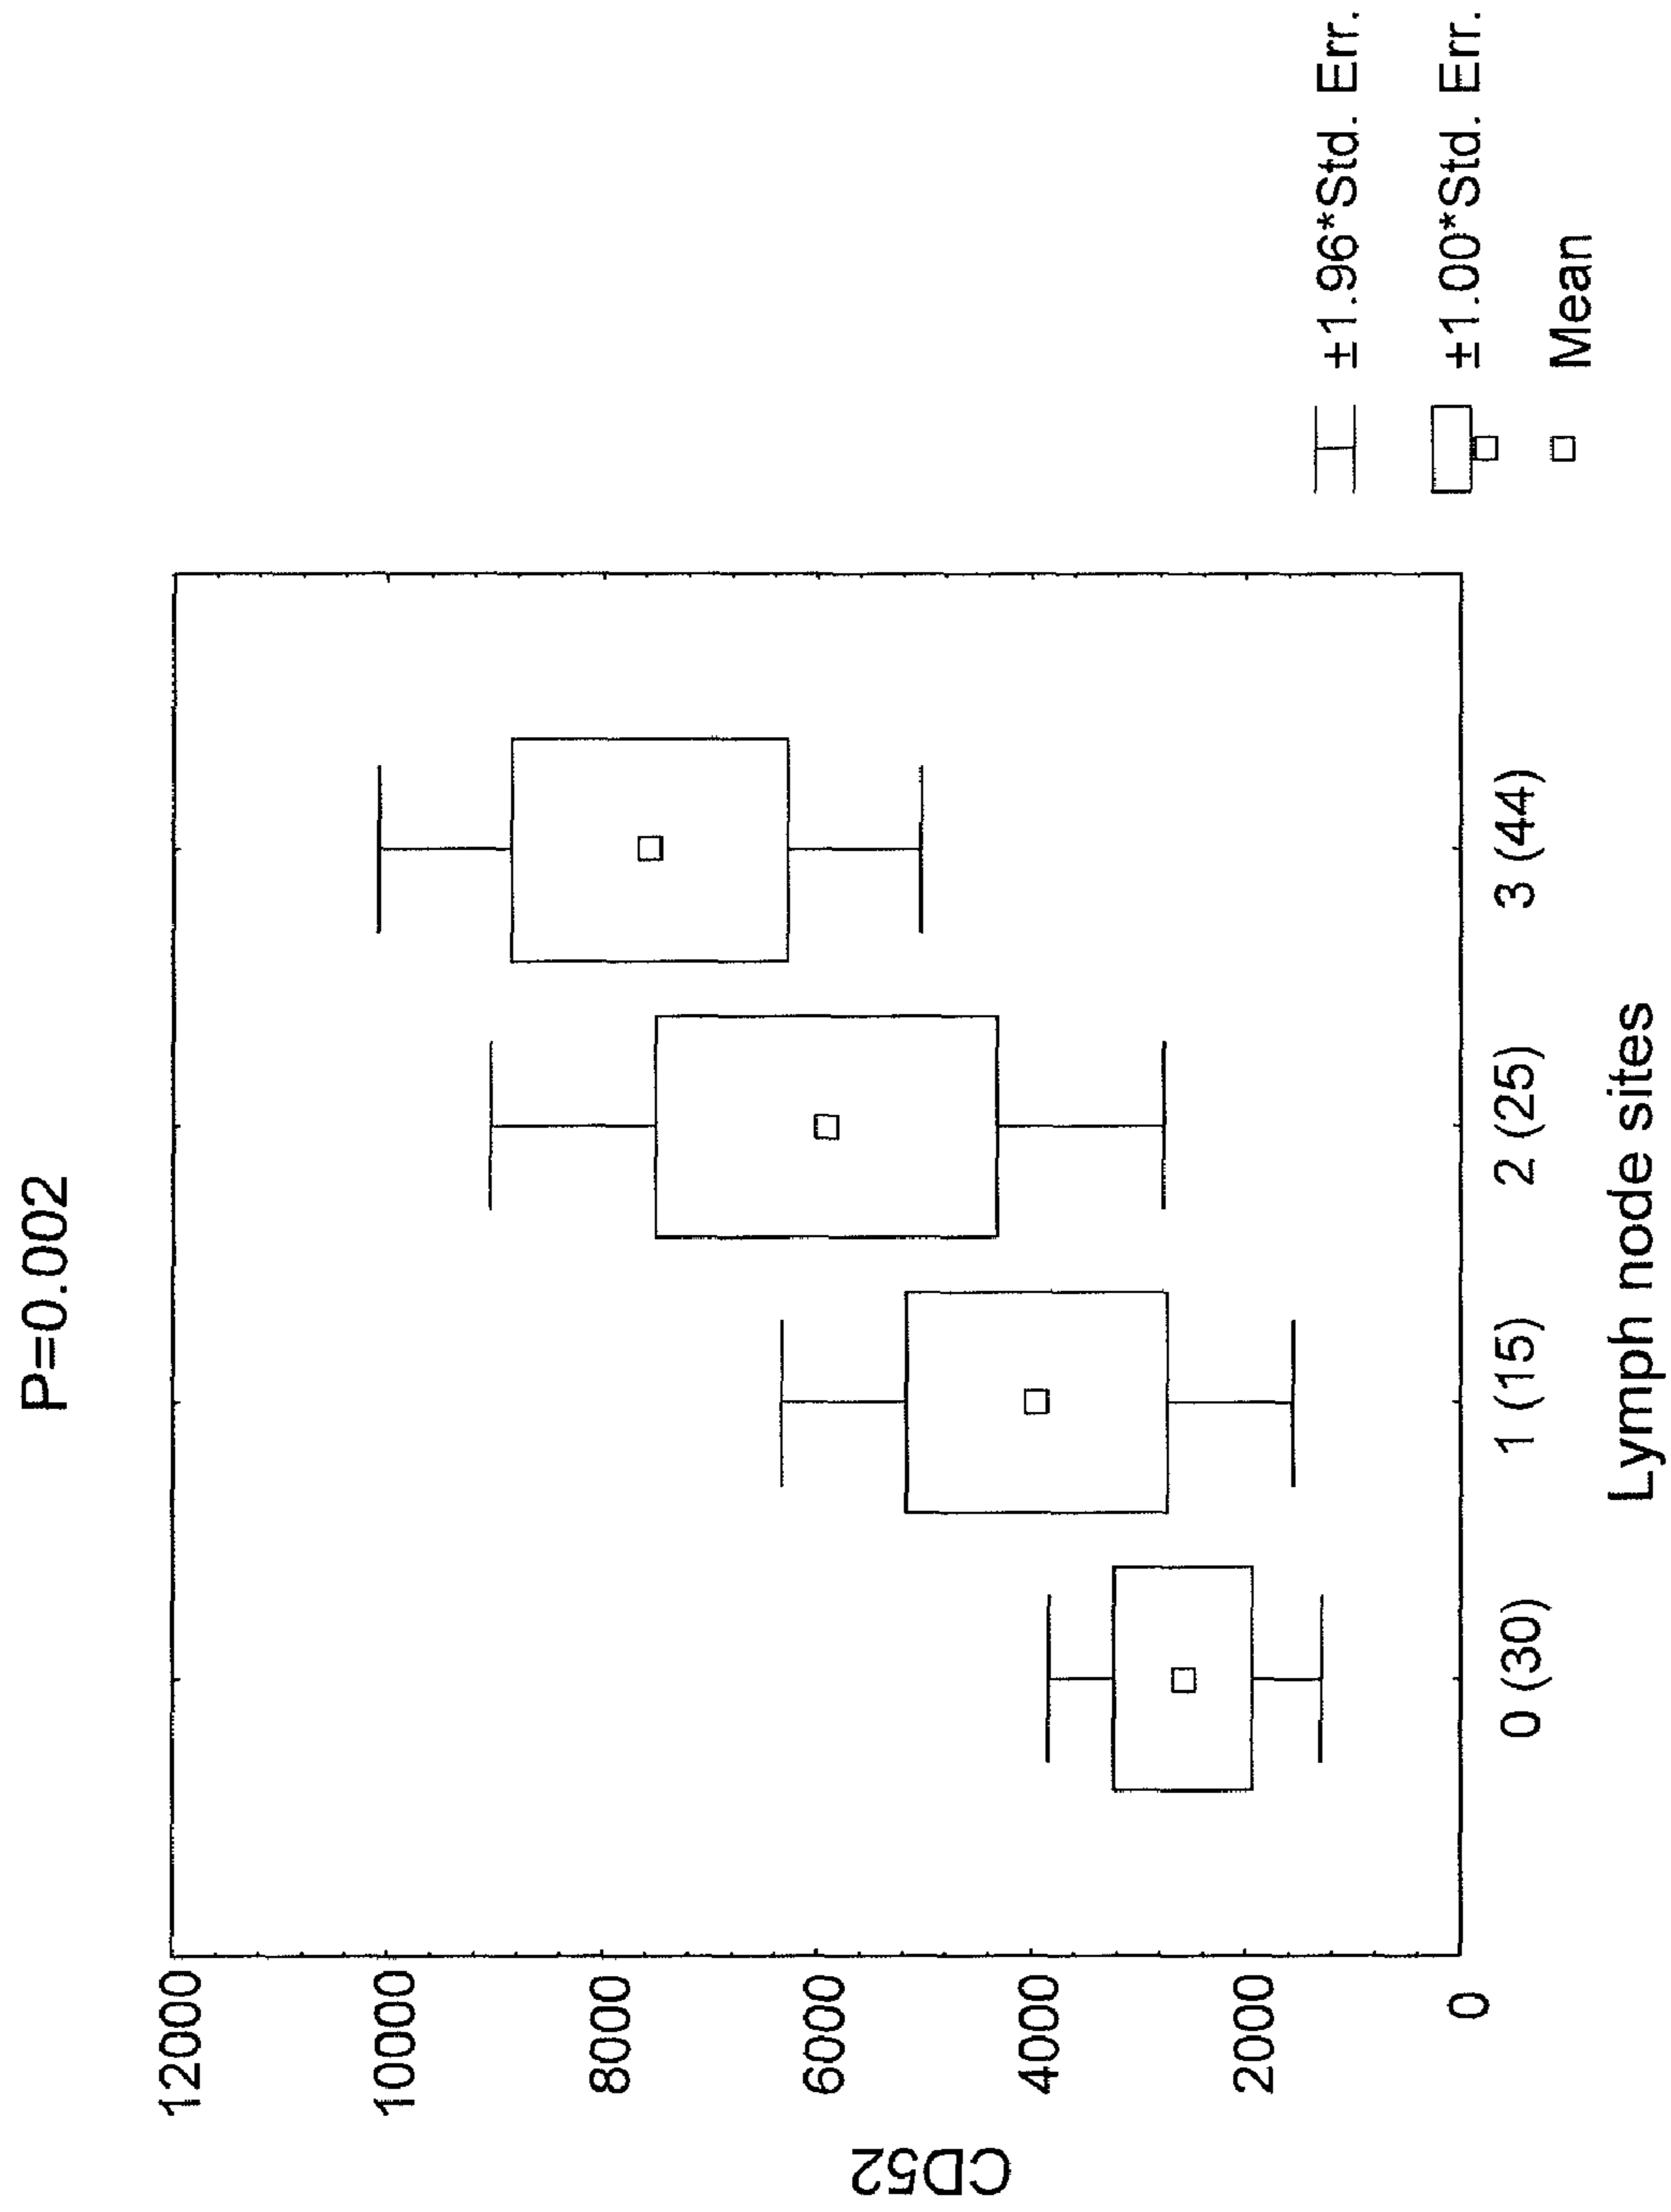 P=0.002
CD52
12000
10000
8000
6000
4000
2000
0
0 (30)
1 (15)
2 (25)
3 (44)
Lymph node sites
±1.96*Std. Err.
±1.00*Std. Err.
Mean